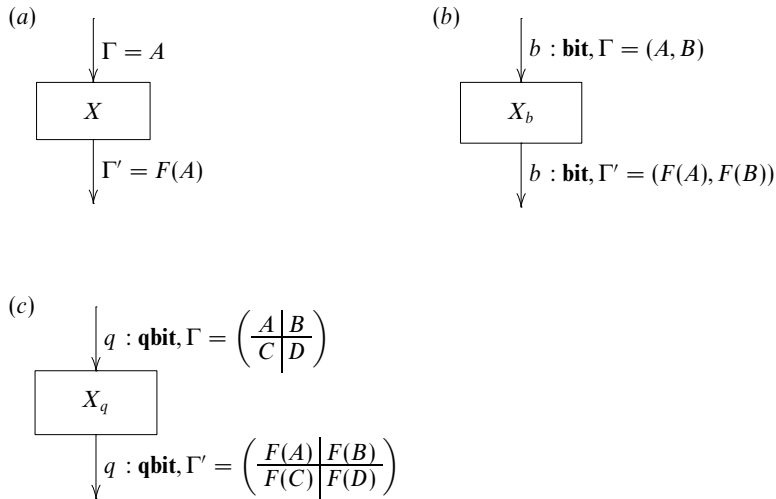 (a)
Γ = A
X
Γ′ = F(A)
(b)
b : bit, Γ = (A, B)
X_b
b : bit, Γ′ = (F(A), F(B))
(c)
q : qbit, Γ = ( A | B
C | D )
X_q
q : qbit, Γ′ = ( F(A) | F(B)
F(C) | F(D) )